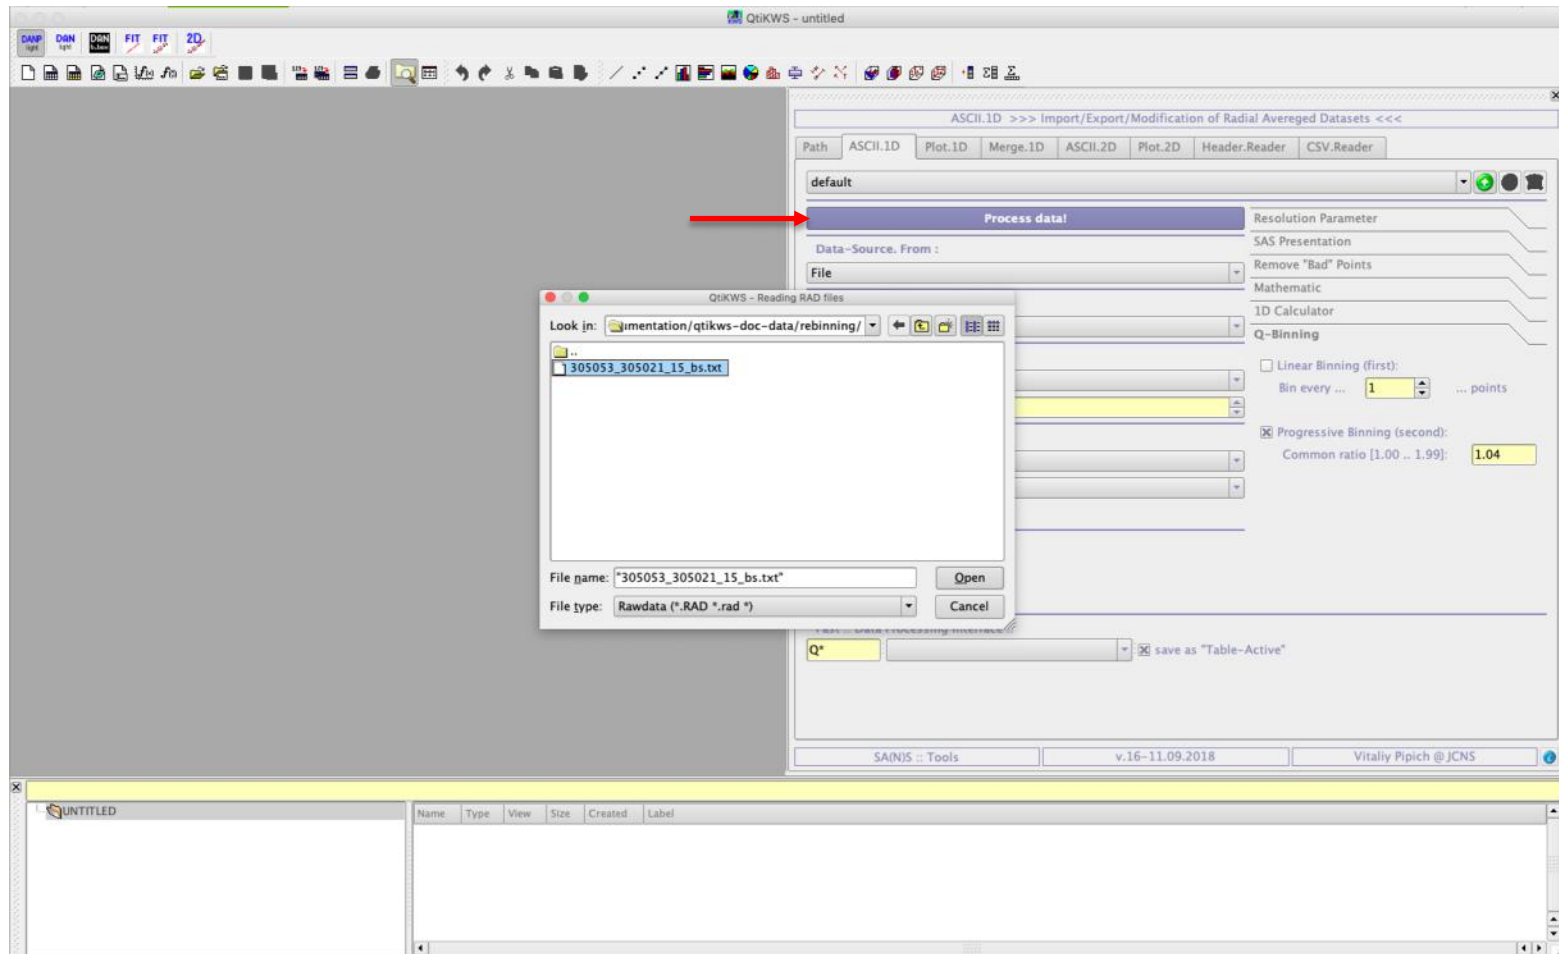 QtiKWS - untitled
DANP light DAN light DAN FIT FIT 2D
ASCII.1D >>> Import/Export/Modification of Radial Avereged Datasets <<<
Path ASCII.1D Plot.1D Merge.1D ASCII.2D Plot.2D Header.Reader CSV.Reader
default
Process data!
Resolution Parameter
Data-Source. From :
SAS Presentation
File
Remove "Bad" Points
Mathematic
1D Calculator
Q-Binning
Linear Binning (first):
Bin every ... 1 ... points
Progressive Binning (second):
Common ratio [1.00 .. 1.99]: 1.04
QtiKWS - Reading RAD files
Look in: umentation/qtikws-doc-data/rebinning/
..
305053_305021_15_bs.txt
File name: "305053_305021_15_bs.txt" Open
File type: Rawdata (*.RAD *.rad *) Cancel
Q* save as "Table-Active"
SA(N)S :: Tools v.16-11.09.2018 Vitaliy Pipich @ JCNS
UNTITLED
Name Type View Size Created Label